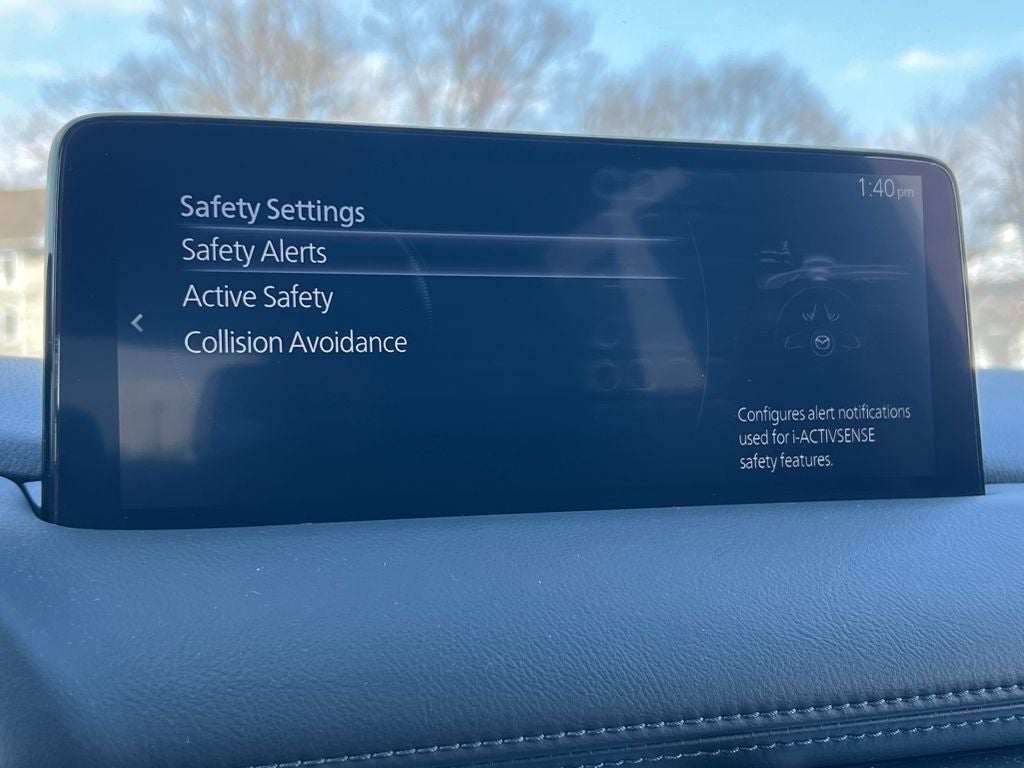 1:40 pm
Safety Settings
Safety Alerts
Active Safety
Collision Avoidance
Configures alert notifications
used for i-ACTIVSENSE
safety features.